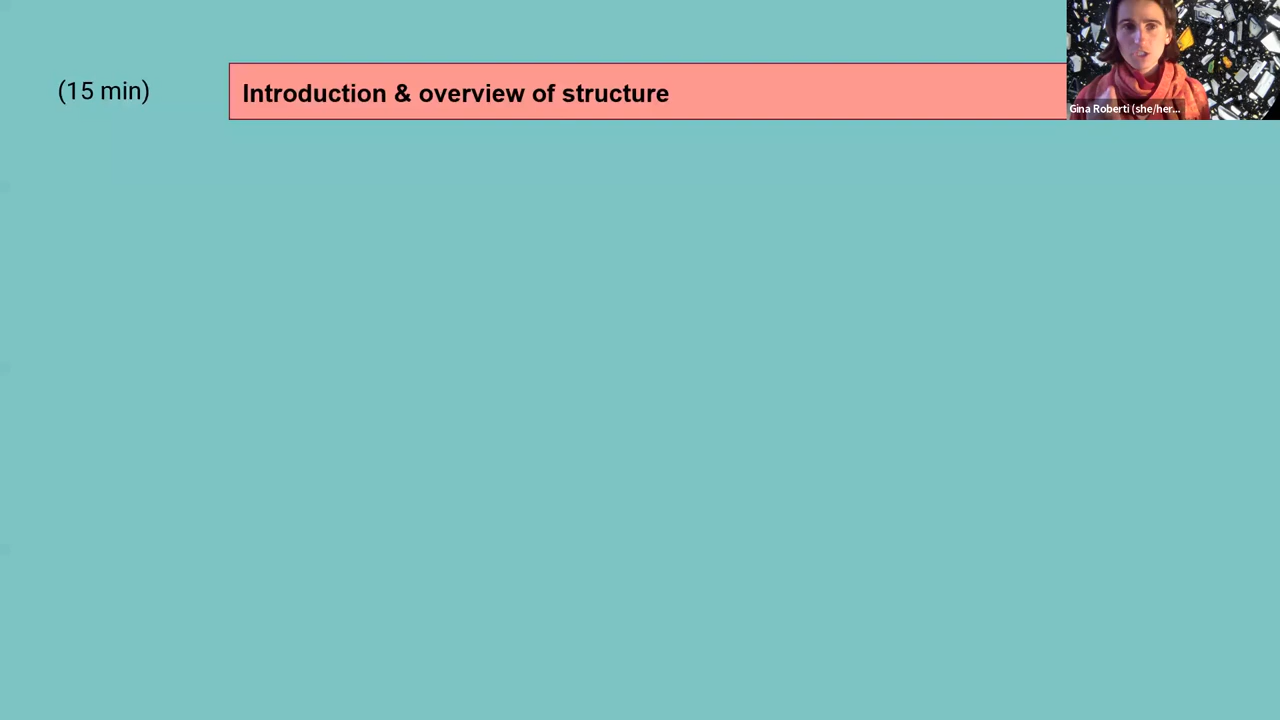 (15 min)
Introduction & overview of structure
Gina Roberti (she/her...